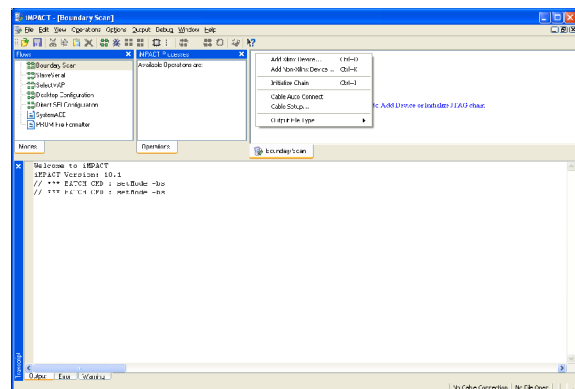 iMPACT - [Boundary Scan]
File Edit View Operations Options Output Debug Window Help
Flows
iMPACT Processes
Boundary Scan
SlaveSerial
SelectMAP
Desktop Configuration
Direct SPI Configuration
SystemACE
PROM File Formatter
Modes
Available Operations are:
Operations
Add Xilinx Device... Ctrl+D
Add Non-Xilinx Device... Ctrl+K
Initialize Chain Ctrl+I
Cable Auto Connect
Cable Setup...
Output File Type
to Add Device or Initialize JTAG chain
Boundary Scan
Welcome to iMPACT
iMPACT Version: 10.1
// *** BATCH CMD : setMode -bs
// *** BATCH CMD : setMode -bs
Transcript
Output Error Warning
No Cable Connection No File Open